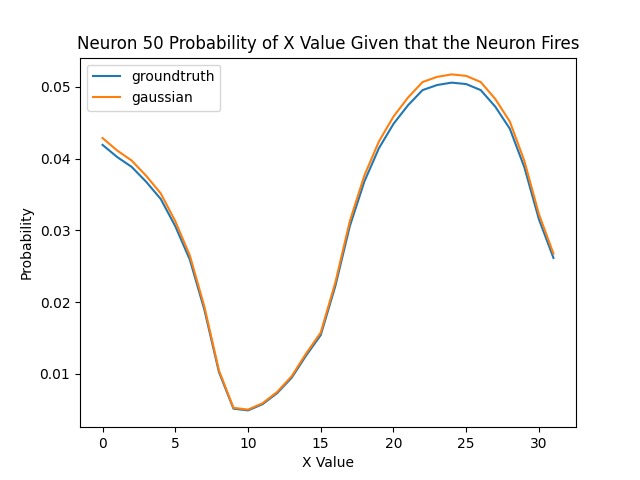 Neuron 50 Probability of X Value Given that the Neuron Fires
groundtruth
gaussian
0.05
0.04
0.03
0.02
0.01
Probability
0 5 10 15 20 25 30
X Value